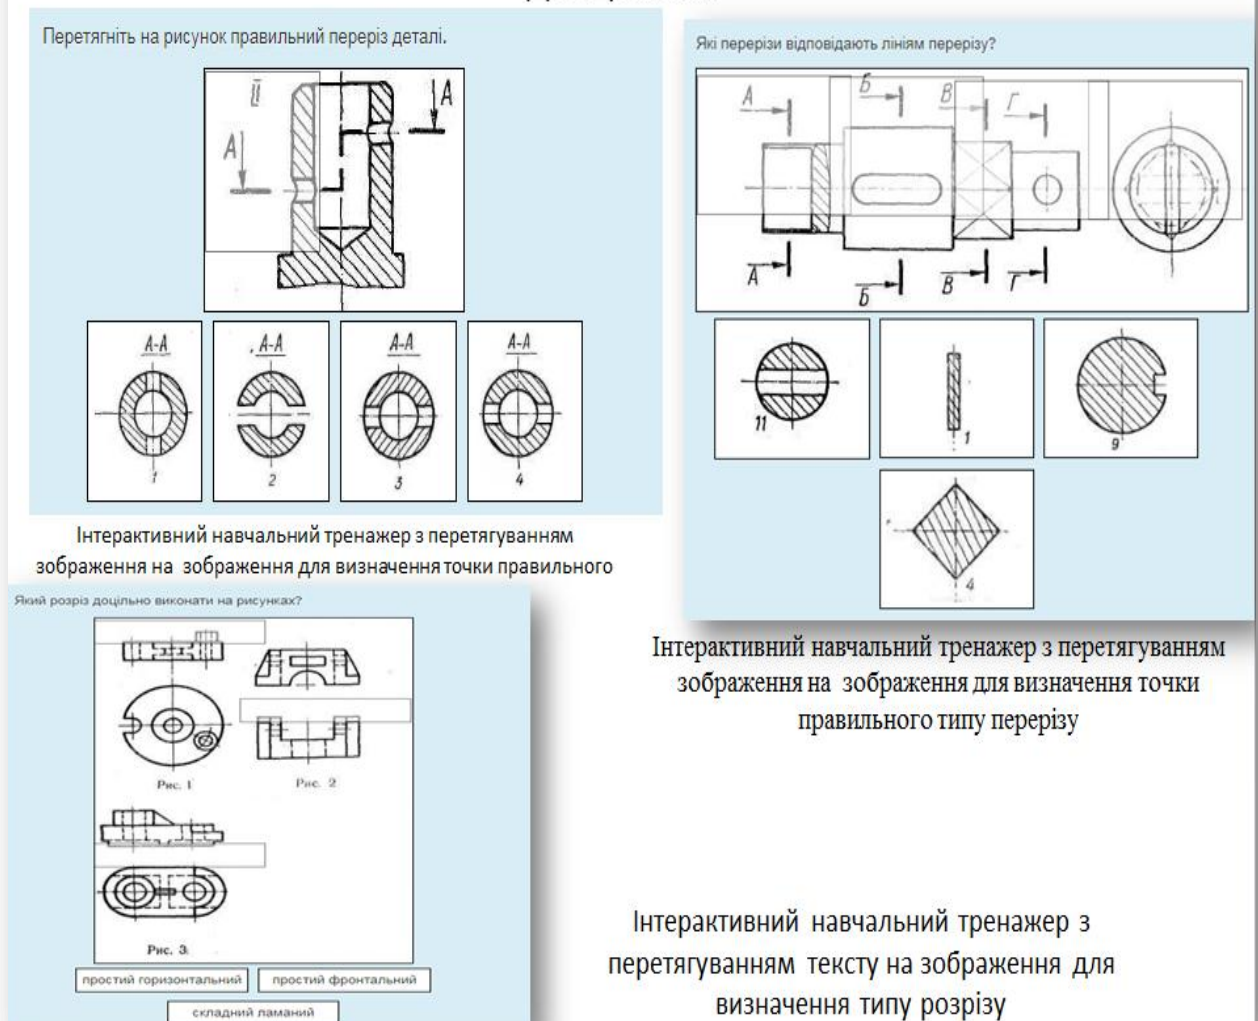 Перетягніть на рисунок правильний переріз деталі.
II
А
А
А-А
А-А
А-А
А-А
1
2
3
4
Інтерактивний навчальний тренажер з перетягуванням
зображення на зображення для визначення точки правильного
Які перерізи відповідають лініям перерізу?
А
Б
В
Г
А
Б
В
Г
11
1
9
4
Інтерактивний навчальний тренажер з перетягуванням
зображення на зображення для визначення точки
правильного типу перерізу
Який розріз доцільно виконати на рисунках?
Рис. 1
Рис. 2
Рис. 3.
простий горизонтальний
простий фронтальний
складний ламаний
Інтерактивний навчальний тренажер з
перетягуванням тексту на зображення для
визначення типу розрізу